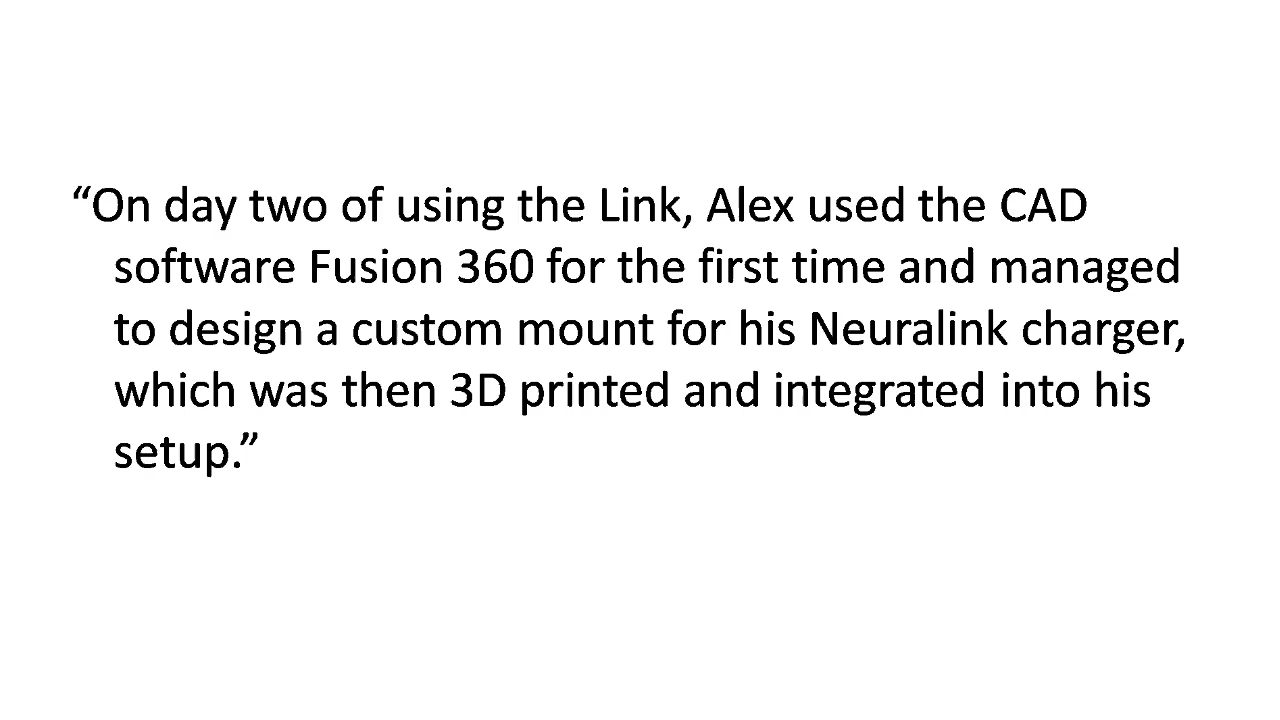 “On day two of using the Link, Alex used the CAD
software Fusion 360 for the first time and managed
to design a custom mount for his Neuralink charger,
which was then 3D printed and integrated into his
setup.”